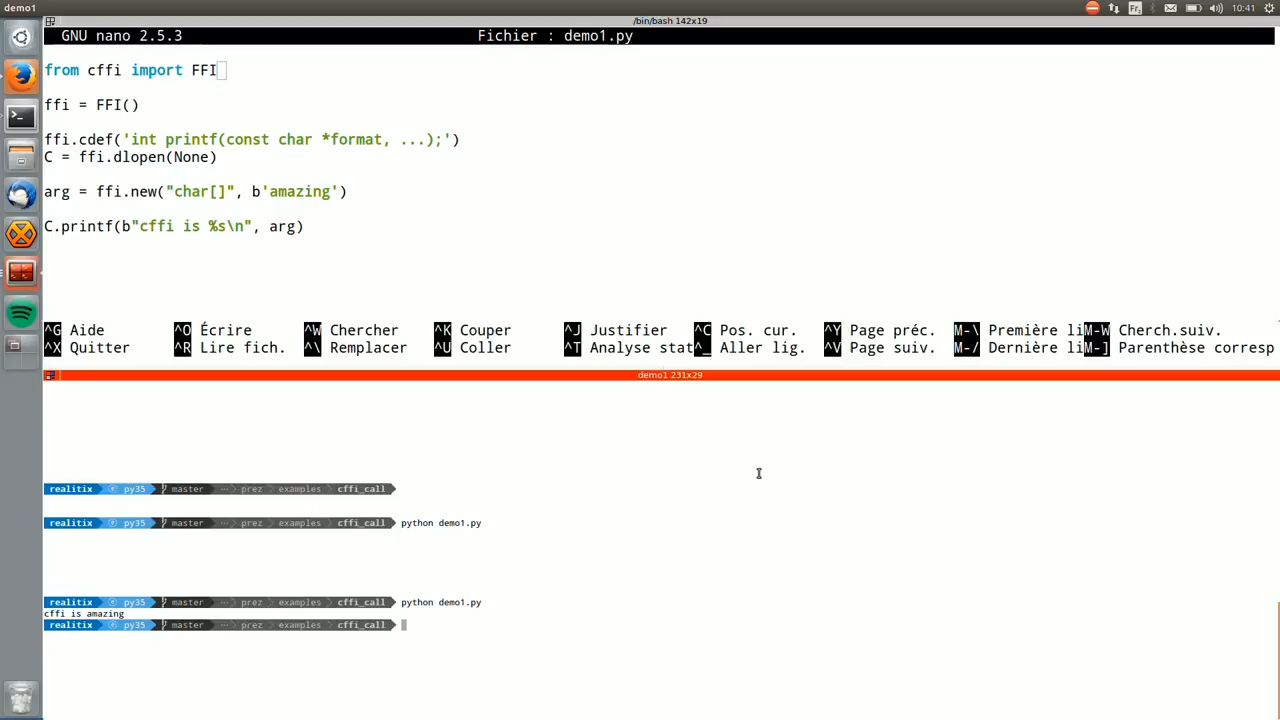 demo1
Fr₁
10:41
/bin/bash 142x19
GNU nano 2.5.3 Fichier : demo1.py
from cffi import FFI
ffi = FFI()
ffi.cdef('int printf(const char *format, ...);')
C = ffi.dlopen(None)
arg = ffi.new("char[]", b'amazing')
C.printf(b"cffi is %s\n", arg)
^G Aide ^O Écrire ^W Chercher ^K Couper ^J Justifier ^C Pos. cur. ^Y Page préc. M-\ Première li M-W Cherch.suiv.
^X Quitter ^R Lire fich. ^\ Remplacer ^U Coller ^T Analyse stat ^_ Aller lig. ^V Page suiv. M-/ Dernière li M-] Parenthèse corresp
demo1 231x29
realitix ⓔ py35 master ··· prez examples cffi_call
realitix ⓔ py35 master ··· prez examples cffi_call python demo1.py
realitix ⓔ py35 master ··· prez examples cffi_call python demo1.py
cffi is amazing
realitix ⓔ py35 master ··· prez examples cffi_call